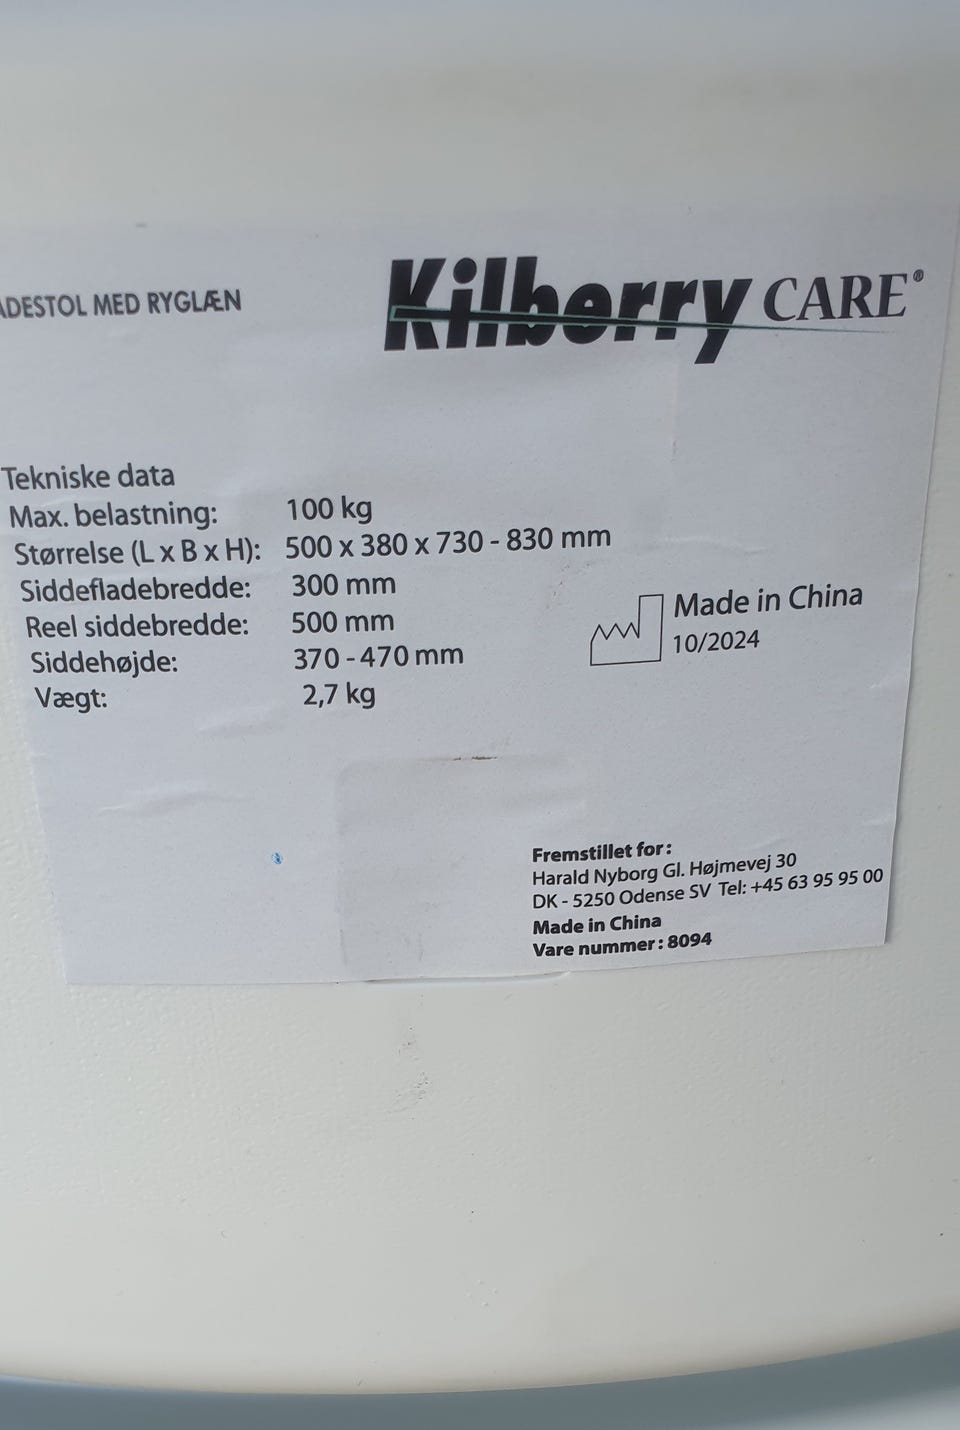 ADESTOL MED RYGLÆN
Kilberry CARE®
Tekniske data
Max. belastning: 100 kg
Størrelse (L x B x H): 500 x 380 x 730 - 830 mm
Siddefladebredde: 300 mm
Reel siddebredde: 500 mm
Siddehøjde: 370 - 470 mm
Vægt: 2,7 kg
Made in China
10/2024
Fremstillet for:
Harald Nyborg Gl. Højmevej 30
DK - 5250 Odense SV Tel: +45 63 95 95 00
Made in China
Vare nummer: 8094